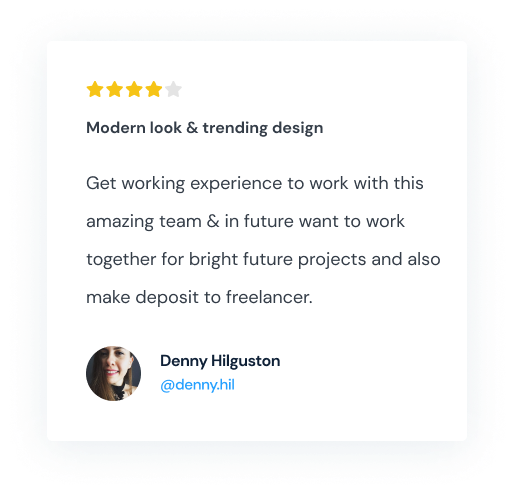 Modern look & trending design
Get working experience to work with this
amazing team & in future want to work
together for bright future projects and also
make deposit to freelancer.
Denny Hilguston
@denny.hil